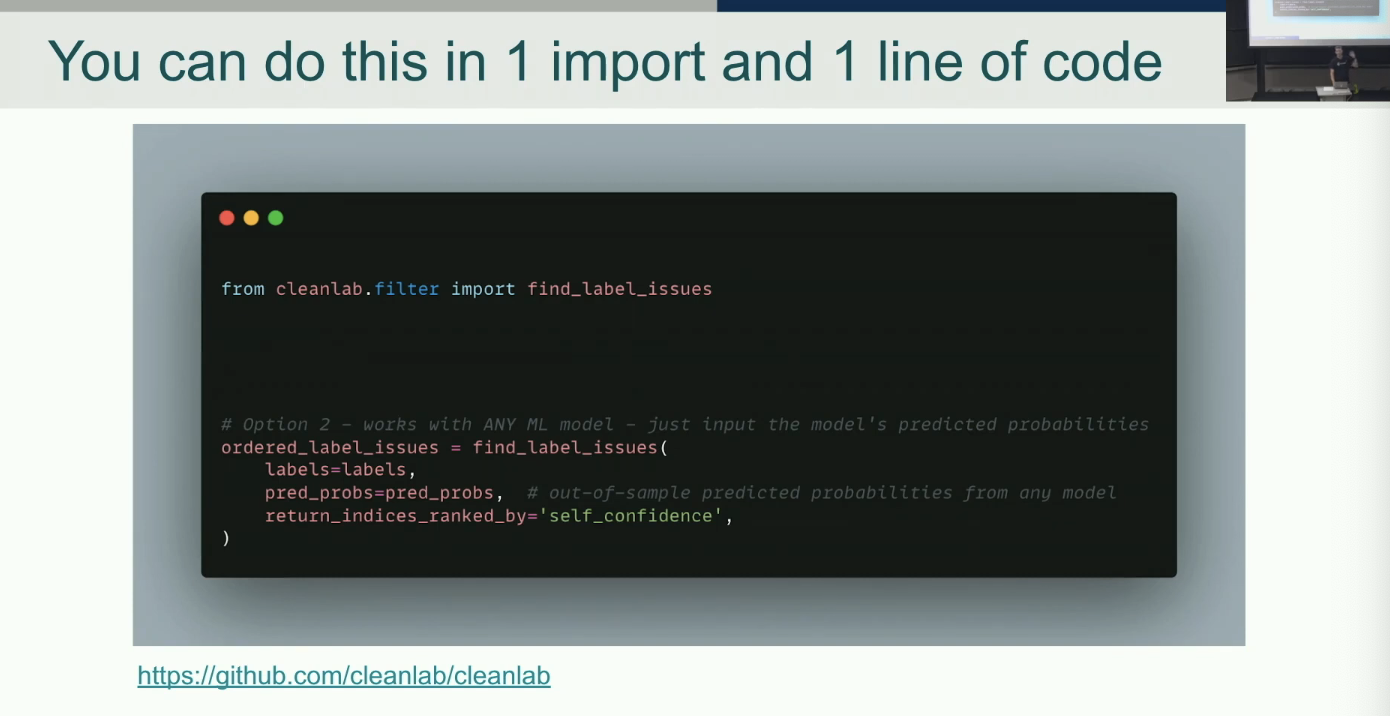 You can do this in 1 import and 1 line of code
from cleanlab.filter import find_label_issues
# Option 2 – works with ANY ML model – just input the model's predicted probabilities
ordered_label_issues = find_label_issues(
    labels=labels,
    pred_probs=pred_probs,  # out-of-sample predicted probabilities from any model
    return_indices_ranked_by='self_confidence',
)
https://github.com/cleanlab/cleanlab